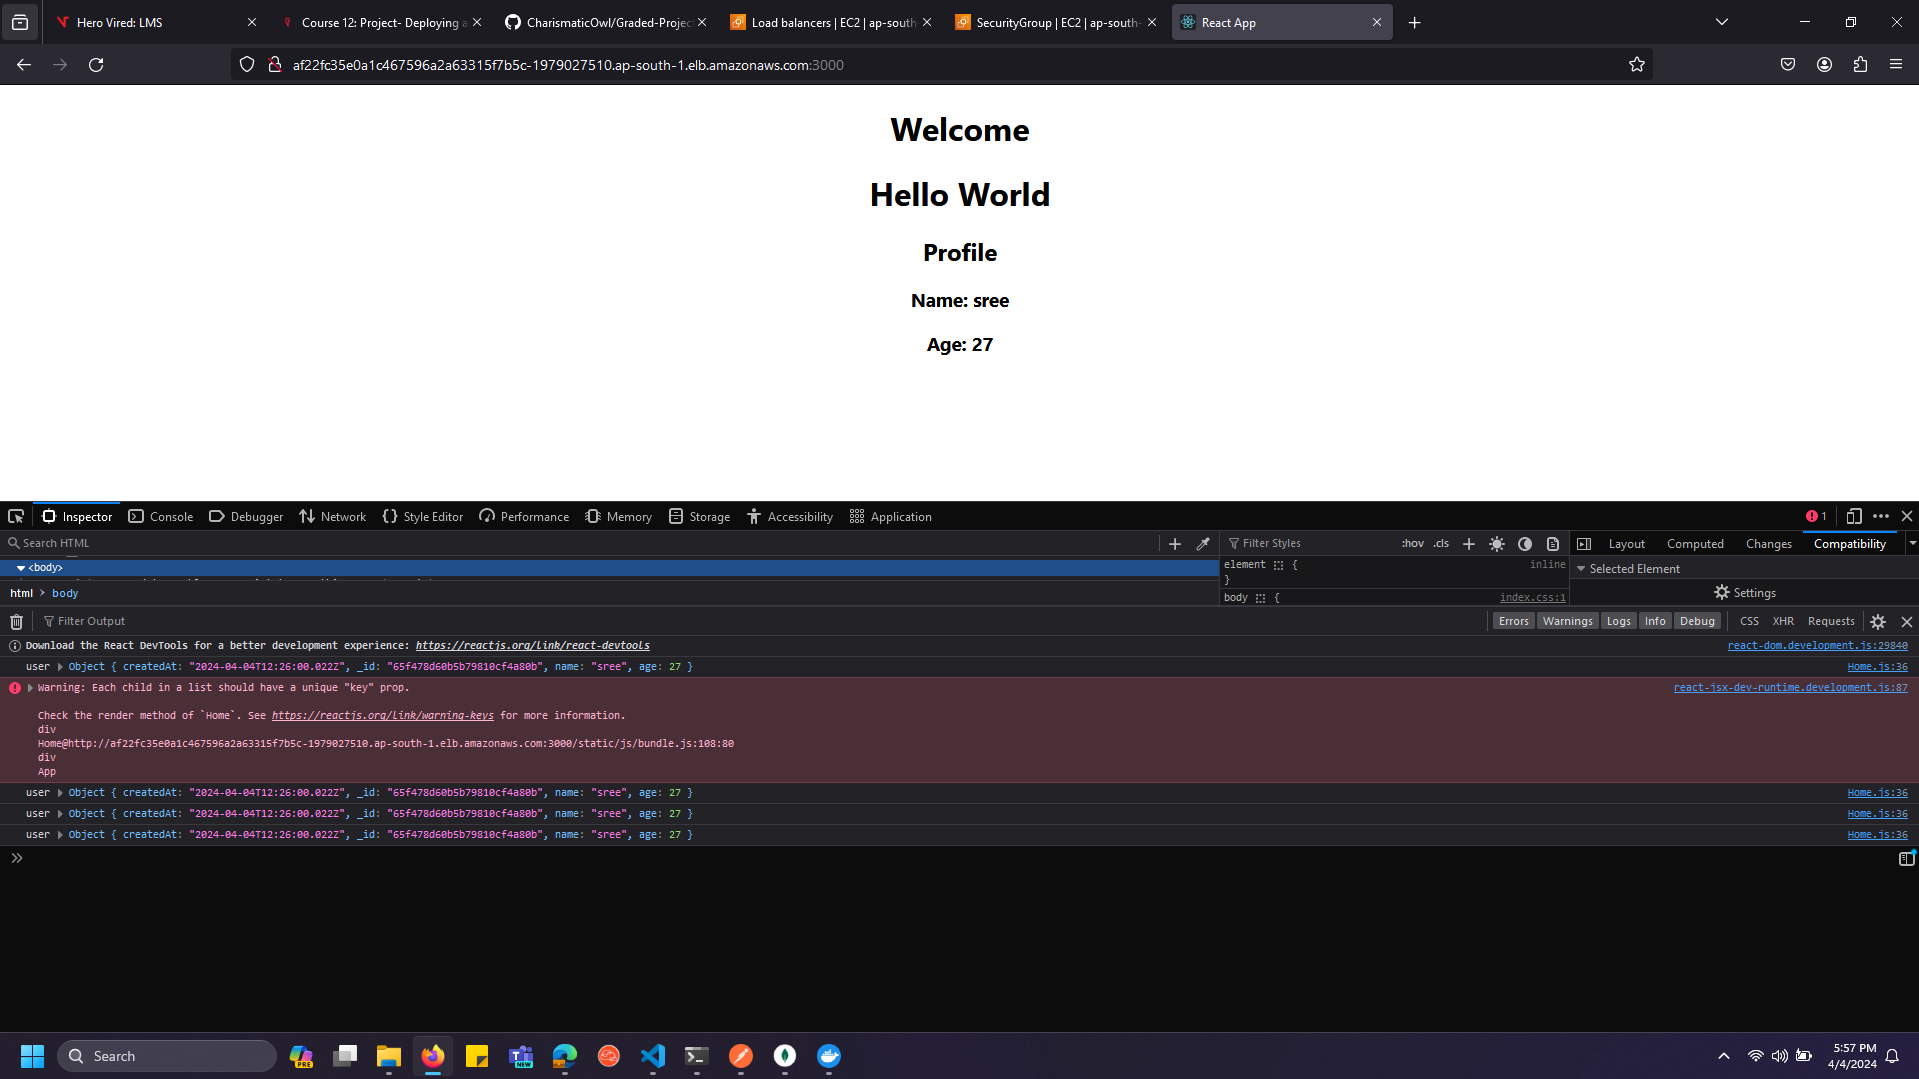 Hero Vired: LMS
Course 12: Project- Deploying a
CharismaticOwl/Graded-Projec
Load balancers | EC2 | ap-south
SecurityGroup | EC2 | ap-south-
React App
af22fc35e0a1c467596a2a63315f7b5c-1979027510.ap-south-1.elb.amazonaws.com:3000
Welcome
Hello World
Profile
Name: sree
Age: 27
Inspector
Console
Debugger
Network
Style Editor
Performance
Memory
Storage
Accessibility
Application
1
Search HTML
Filter Styles
:hov .cls
Layout
Computed
Changes
Compatibility
<body>
element { inline
}
Selected Element
html > body
body { index.css:1
Settings
Filter Output
Errors Warnings Logs Info Debug CSS XHR Requests
Download the React DevTools for a better development experience: https://reactjs.org/link/react-devtools react-dom.development.js:29840
user Object { createdAt: "2024-04-04T12:26:00.022Z", _id: "65f478d60b5b79810cf4a80b", name: "sree", age: 27 } Home.js:36
Warning: Each child in a list should have a unique "key" prop. react-jsx-dev-runtime.development.js:87
Check the render method of `Home`. See https://reactjs.org/link/warning-keys for more information.
div
Home@http://af22fc35e0a1c467596a2a63315f7b5c-1979027510.ap-south-1.elb.amazonaws.com:3000/static/js/bundle.js:108:80
div
App
user Object { createdAt: "2024-04-04T12:26:00.022Z", _id: "65f478d60b5b79810cf4a80b", name: "sree", age: 27 } Home.js:36
user Object { createdAt: "2024-04-04T12:26:00.022Z", _id: "65f478d60b5b79810cf4a80b", name: "sree", age: 27 } Home.js:36
user Object { createdAt: "2024-04-04T12:26:00.022Z", _id: "65f478d60b5b79810cf4a80b", name: "sree", age: 27 } Home.js:36
Search
PRE
NEW
5:57 PM
4/4/2024